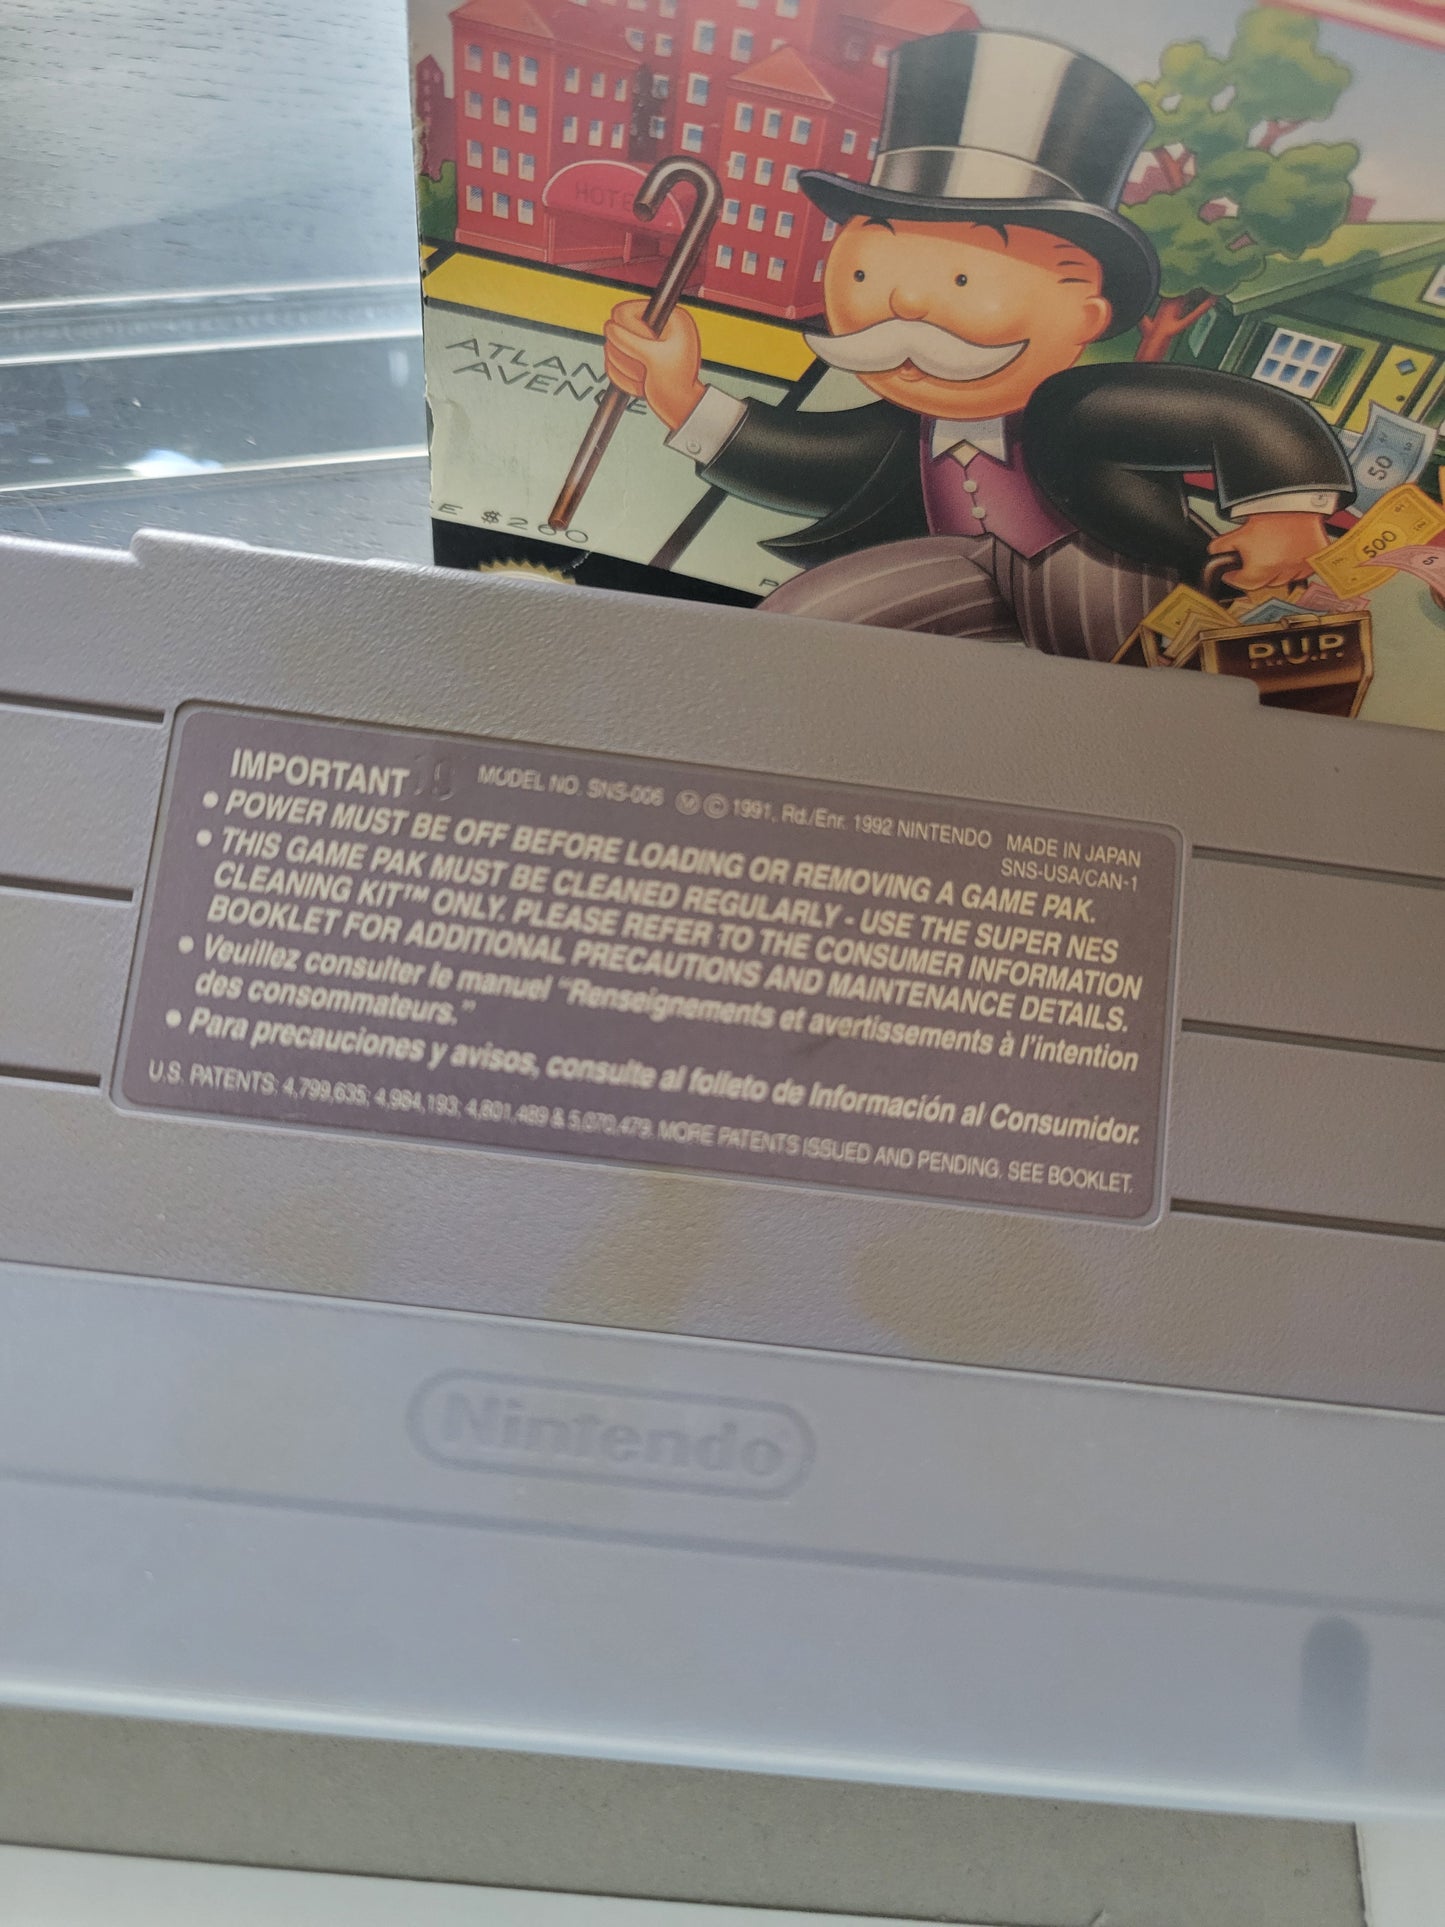 HOTE
ATLAN
AVENUE
E $260
P
50
500
5
R.U.P.
IMPORTANT 19 MODEL NO. SNS-006 Ⓜ © 1991, Rd./Enr. 1992 NINTENDO MADE IN JAPAN
SNS-USA/CAN-1
• POWER MUST BE OFF BEFORE LOADING OR REMOVING A GAME PAK.
• THIS GAME PAK MUST BE CLEANED REGULARLY - USE THE SUPER NES
CLEANING KIT™ ONLY. PLEASE REFER TO THE CONSUMER INFORMATION
BOOKLET FOR ADDITIONAL PRECAUTIONS AND MAINTENANCE DETAILS.
• Veuillez consulter le manuel “Renseignements et avertissements à l'intention
des consommateurs.”
• Para precauciones y avisos, consulte al folleto de Información al Consumidor.
U.S. PATENTS: 4,799,635; 4,984,193; 4,801,489 & 5,070,479. MORE PATENTS ISSUED AND PENDING. SEE BOOKLET.
Nintendo